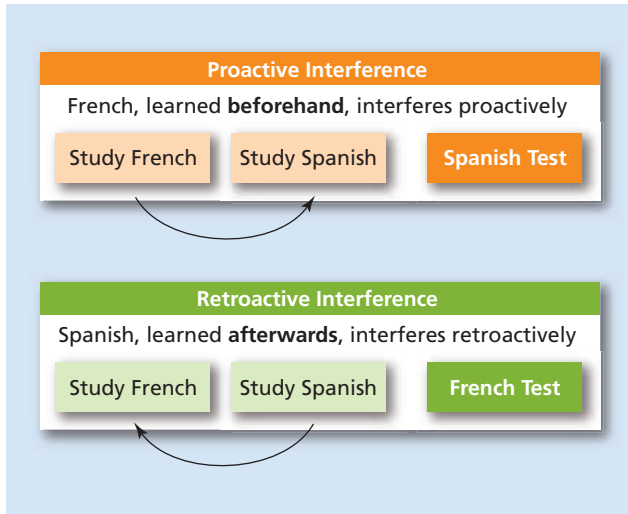 Proactive Interference
French, learned beforehand, interferes proactively
Study French
Study Spanish
Spanish Test
Retroactive Interference
Spanish, learned afterwards, interferes retroactively
Study French
Study Spanish
French Test